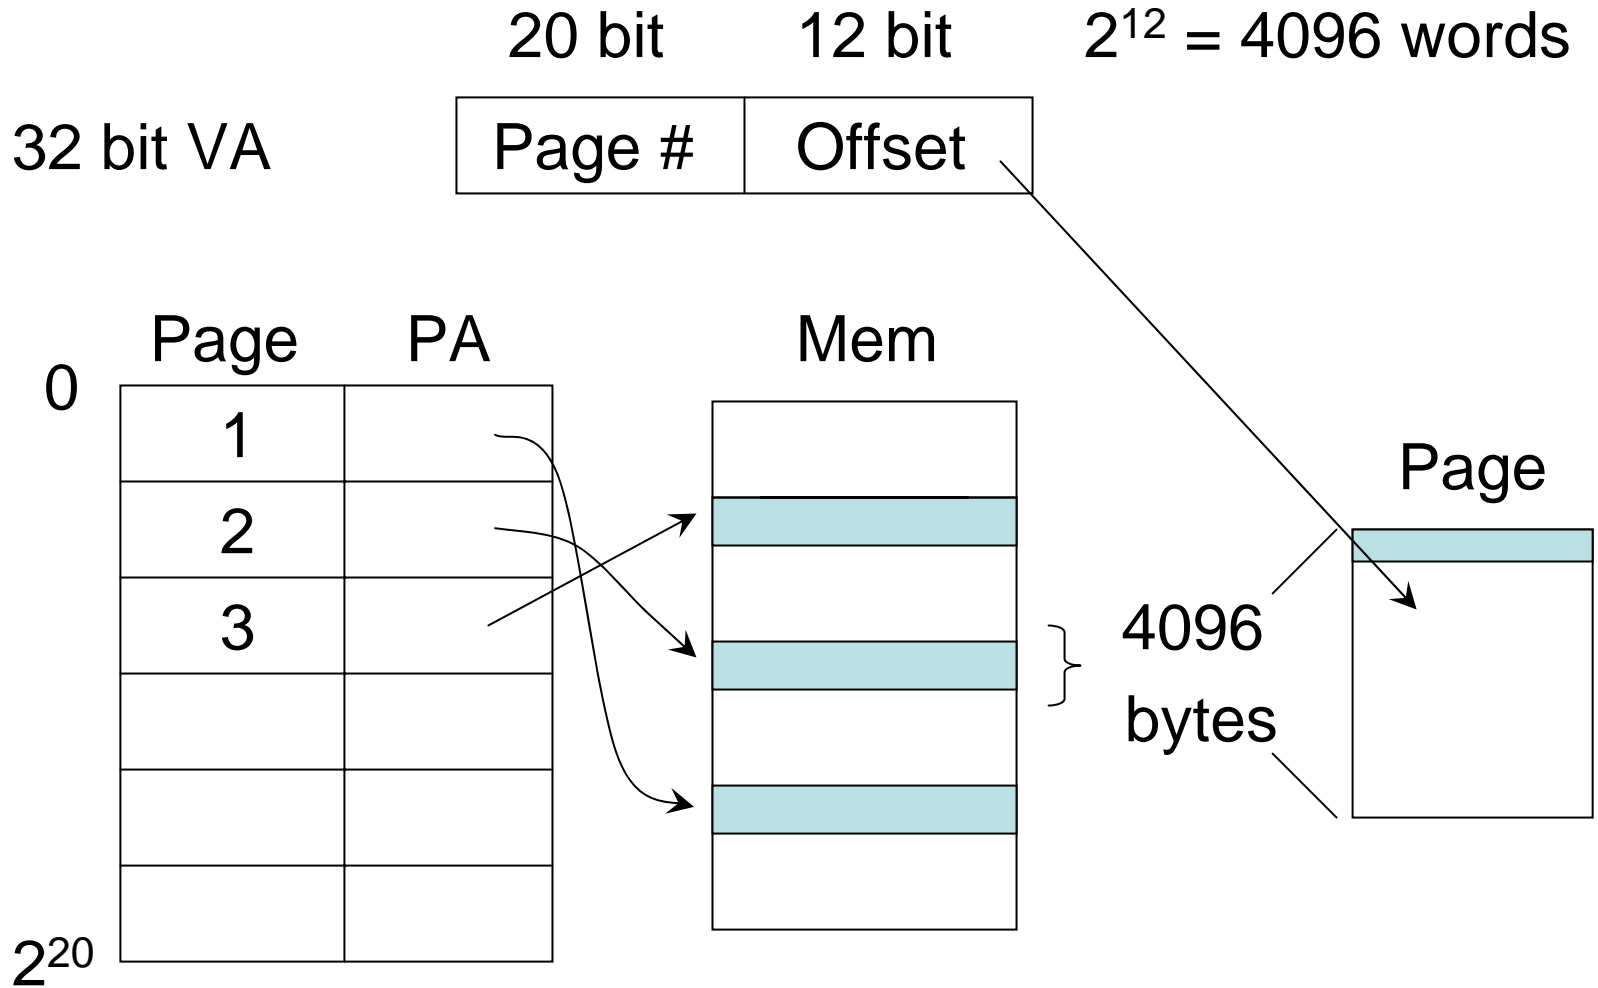 20 bit 12 bit 2¹² = 4096 words
32 bit VA Page # Offset
Page PA Mem
0
1
Page
2
3
4096
bytes
2²⁰